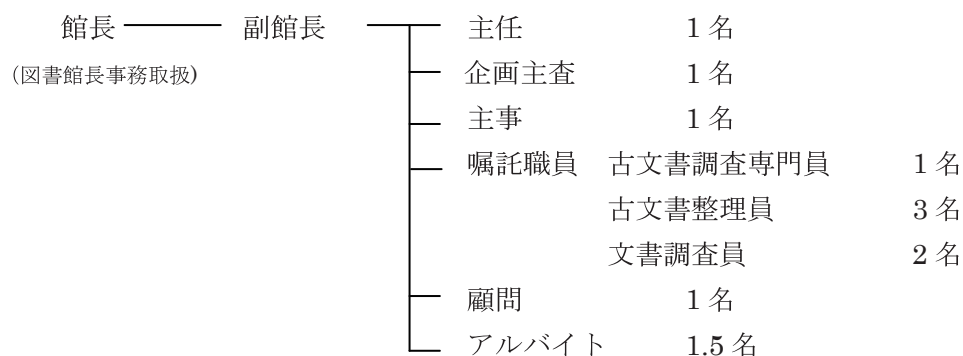 館長 副館長 主任 1名
(図書館長事務取扱) 企画主査 1名
主事 1名
嘱託職員 古文書調査専門員 1名
古文書整理員 3名
文書調査員 2名
顧問 1名
アルバイト 1.5名